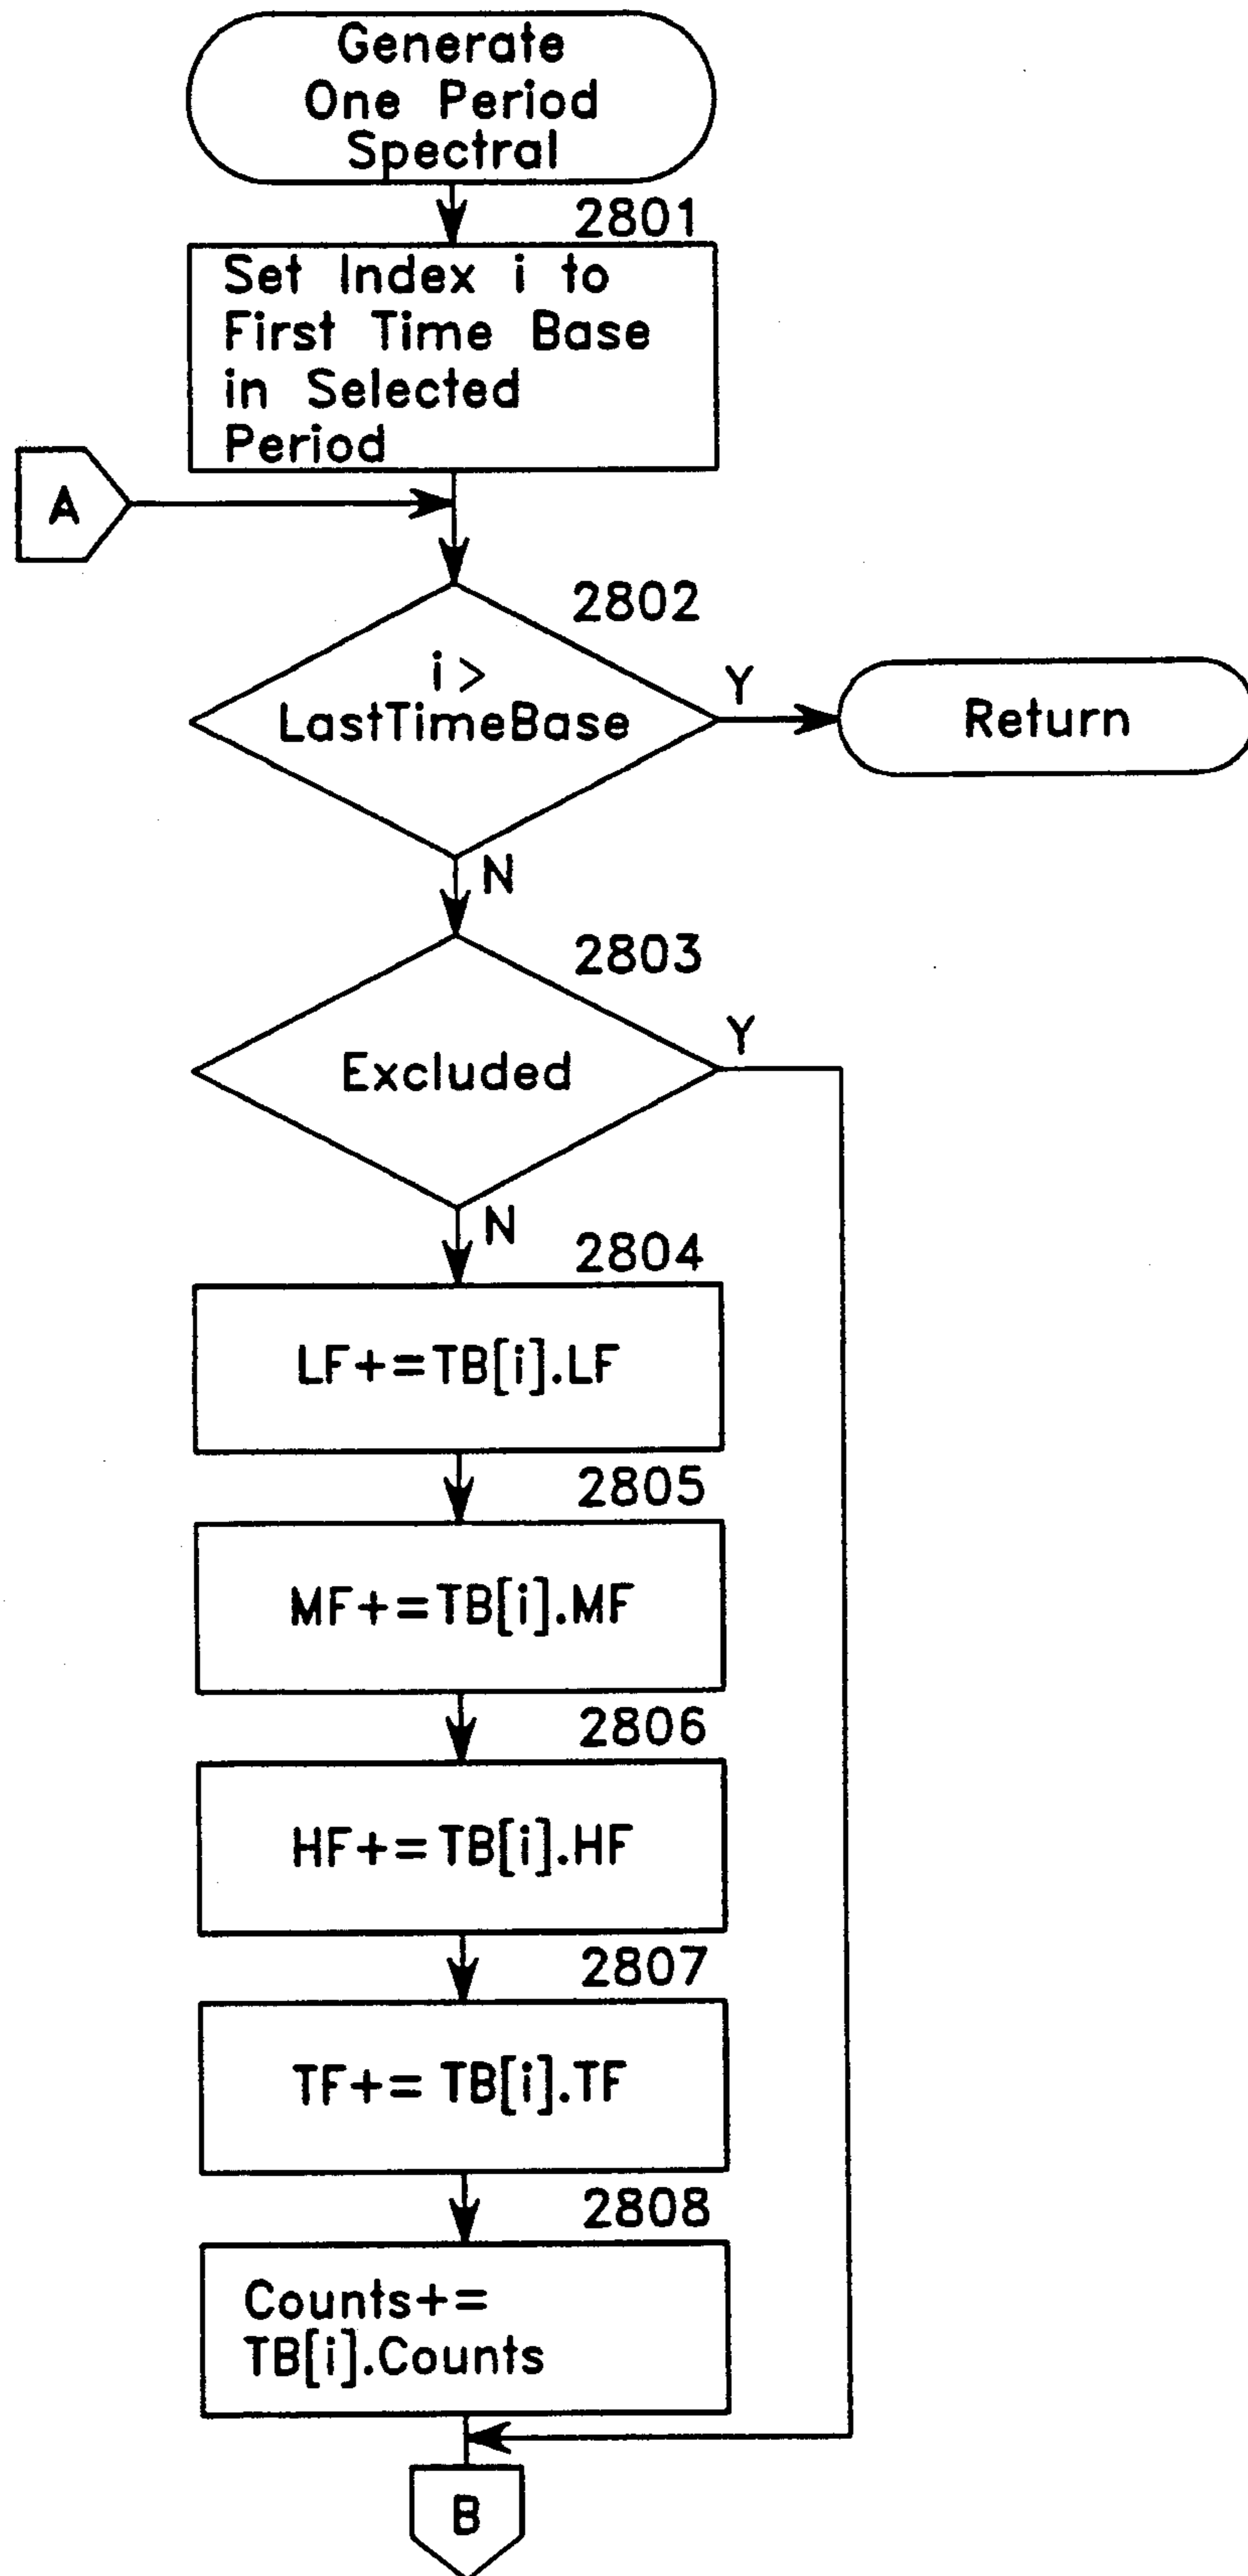 Generate
One Period
Spectral
2801
Set Index i to
First Time Base
in Selected
Period
A
2802
i >
LastTimeBase
Y
Return
N
2803
Excluded
Y
N
2804
LF+=TB[i].LF
2805
MF+=TB[i].MF
2806
HF+=TB[i].HF
2807
TF+= TB[i].TF
2808
Counts+=
TB[i].Counts
B